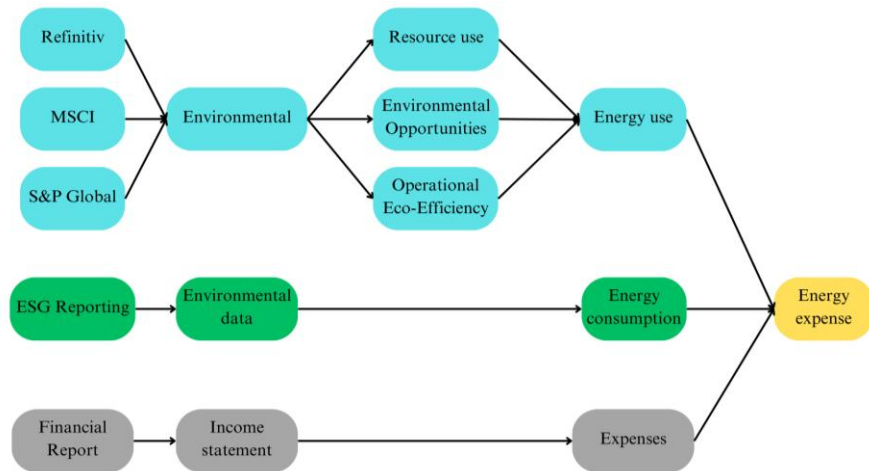 Refinitiv
MSCI
S&P Global
Environmental
Resource use
Environmental
Opportunities
Operational
Eco-Efficiency
Energy use
ESG Reporting
Environmental
data
Energy
consumption
Energy
expense
Financial
Report
Income
statement
Expenses